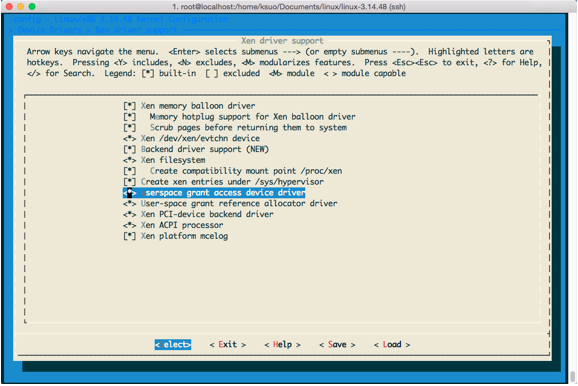 1. root@localhost:/home/ksuo/Documents/linux/linux-3.14.48 (ssh)
.config - Linux/x86 3.14.48 Kernel Configuration
> Device Drivers > Xen driver support
Xen driver support
Arrow keys navigate the menu. <Enter> selects submenus ---> (or empty submenus ----). Highlighted letters are
hotkeys. Pressing <Y> includes, <N> excludes, <M> modularizes features. Press <Esc><Esc> to exit, <?> for Help,
</> for Search. Legend: [*] built-in [ ] excluded <M> module < > module capable
[*] Xen memory balloon driver
[*] Memory hotplug support for Xen balloon driver
[*] Scrub pages before returning them to system
<*> Xen /dev/xen/evtchn device
[*] Backend driver support (NEW)
<*> Xen filesystem
[*] Create compatibility mount point /proc/xen
[*] Create xen entries under /sys/hypervisor
<*> serspace grant access device driver
<*> User-space grant reference allocator driver
<*> Xen PCI-device backend driver
<*> Xen ACPI processor
[*] Xen platform mcelog
< elect> < Exit > < Help > < Save > < Load >